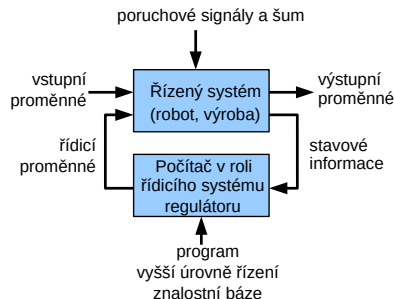 poruchové signály a šum
vstupní
proměnné
Řízený systém
(robot, výroba)
výstupní
proměnné
řídicí
proměnné
stavové
informace
Počítač v roli
řídicího systému
regulátoru
program
vyšší úrovně řízení
znalostní báze